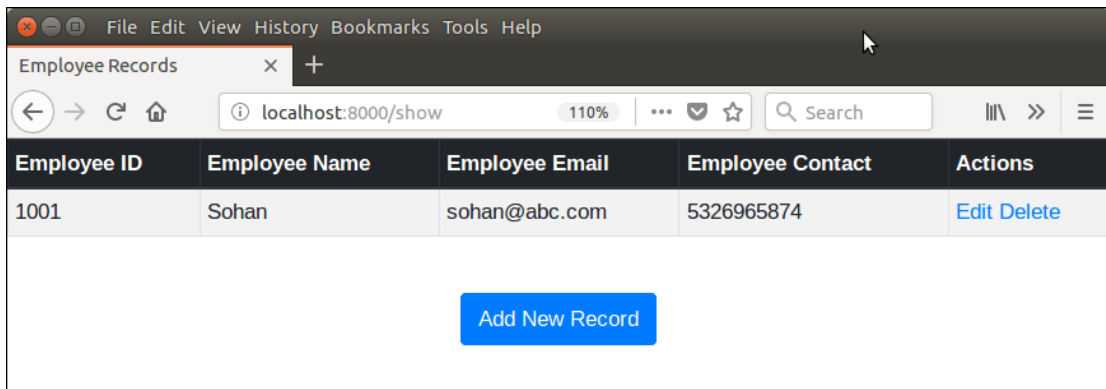 File Edit View History Bookmarks Tools Help
Employee Records
localhost:8000/show 110% Search
Employee ID Employee Name Employee Email Employee Contact Actions
1001 Sohan sohan@abc.com 5326965874 Edit Delete
Add New Record